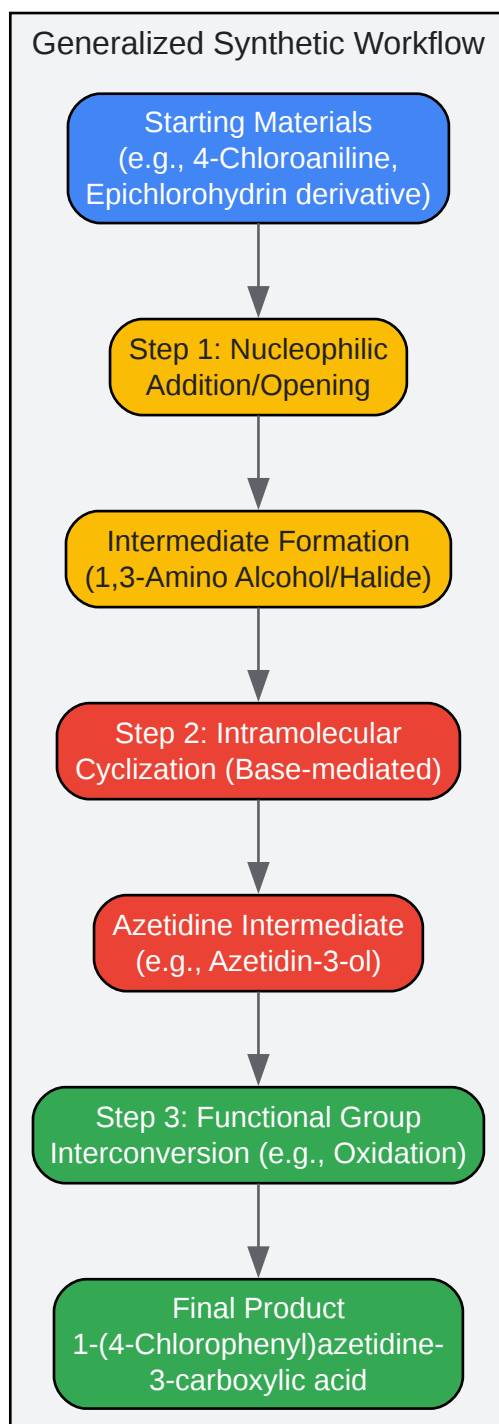 Generalized Synthetic Workflow
Starting Materials
(e.g., 4-Chloroaniline,
Epichlorohydrin derivative)
Step 1: Nucleophilic
Addition/Opening
Intermediate Formation
(1,3-Amino Alcohol/Halide)
Step 2: Intramolecular
Cyclization (Base-mediated)
Azetidine Intermediate
(e.g., Azetidin-3-ol)
Step 3: Functional Group
Interconversion (e.g., Oxidation)
Final Product
1-(4-Chlorophenyl)azetidine-
3-carboxylic acid